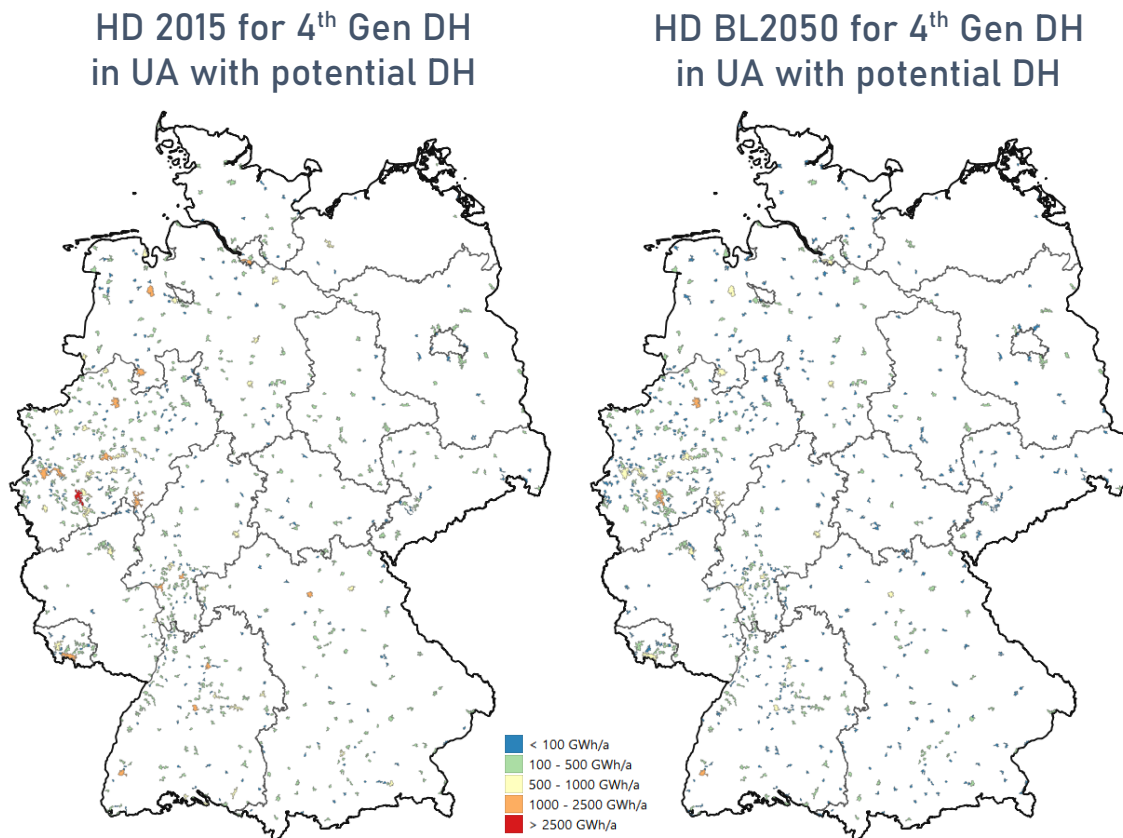 HD 2015 for 4th Gen DH
in UA with potential DH
HD BL2050 for 4th Gen DH
in UA with potential DH
< 100 GWh/a
100 - 500 GWh/a
500 - 1000 GWh/a
1000 - 2500 GWh/a
> 2500 GWh/a